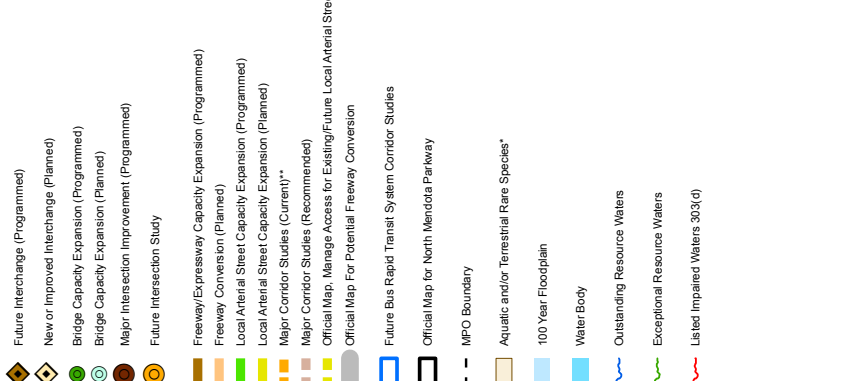 Future Interchange (Programmed)
New or Improved Interchange (Planned)
Bridge Capacity Expansion (Programmed)
Bridge Capacity Expansion (Planned)
Major Intersection Improvement (Programmed)
Future Intersection Study
Freeway/Expressway Capacity Expansion (Programmed)
Freeway Conversion (Planned)
Local Arterial Street Capacity Expansion (Programmed)
Local Arterial Street Capacity Expansion (Planned)
Major Corridor Studies (Current)**
Major Corridor Studies (Recommended)
Official Map, Manage Access for Existing/Future Local Arterial
Official Map For Potential Freeway Conversion
Future Bus Rapid Transit System Corridor Studies
Official Map for North Mendota Parkway
MPO Boundary
Aquatic and/or Terrestrial Rare Species*
100 Year Floodplain
Water Body
Outstanding Resource Waters
Exceptional Resource Waters
Listed Impaired Waters 303(d)